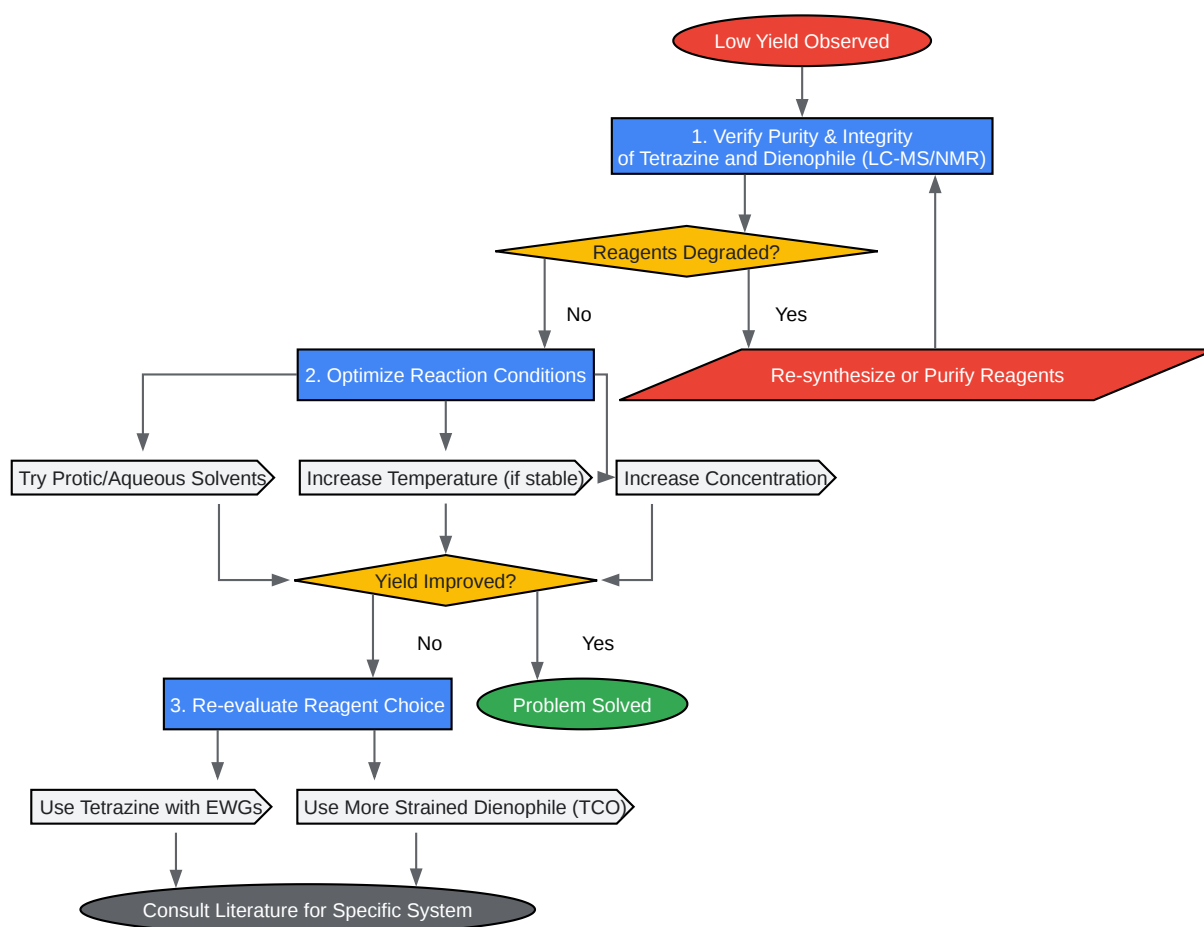 Low Yield Observed
1. Verify Purity & Integrity
of Tetrazine and Dienophile (LC-MS/NMR)
Reagents Degraded?
No
Yes
2. Optimize Reaction Conditions
Re-synthesize or Purify Reagents
Try Protic/Aqueous Solvents
Increase Temperature (if stable)
Increase Concentration
Yield Improved?
No
Yes
3. Re-evaluate Reagent Choice
Problem Solved
Use Tetrazine with EWGs
Use More Strained Dienophile (TCO)
Consult Literature for Specific System